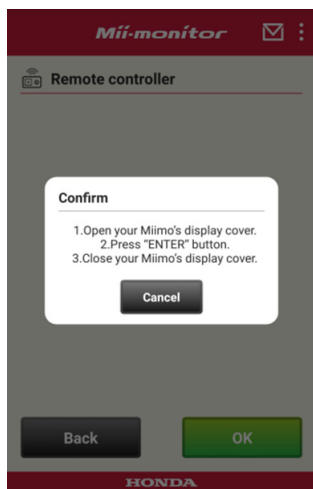 Mii-monitor
Remote controller
Confirm
1.Open your Miimo's display cover.
2.Press "ENTER" button.
3.Close your Miimo's display cover.
Cancel
Back
OK
HONDA